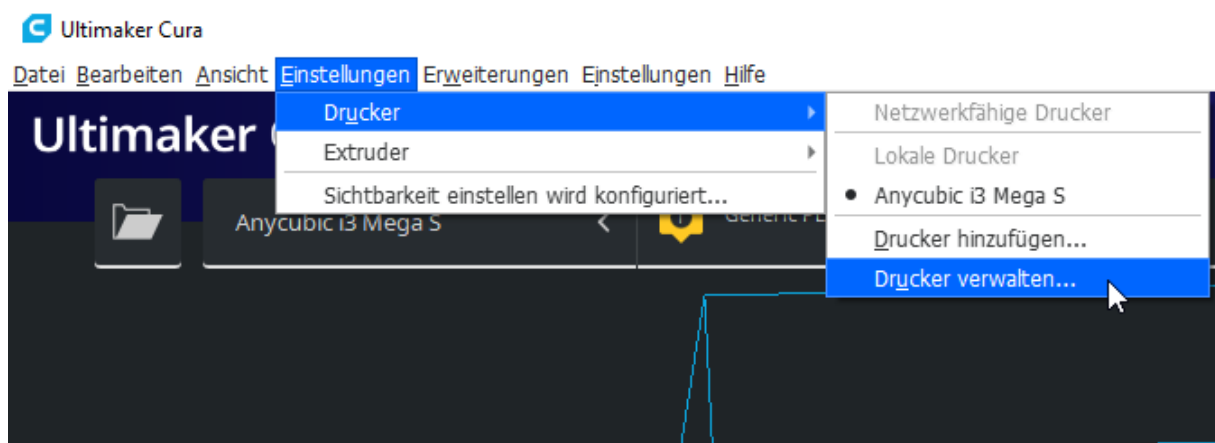 Ultimaker Cura
Datei Bearbeiten Ansicht Einstellungen Erweiterungen Einstellungen Hilfe
Ultimaker
Drucker
Extruder
Sichtbarkeit einstellen wird konfiguriert...
Netzwerkfähige Drucker
Lokale Drucker
Anycubic i3 Mega S
Drucker hinzufügen...
Drucker verwalten...
Anycubic i3 Mega S
Generic